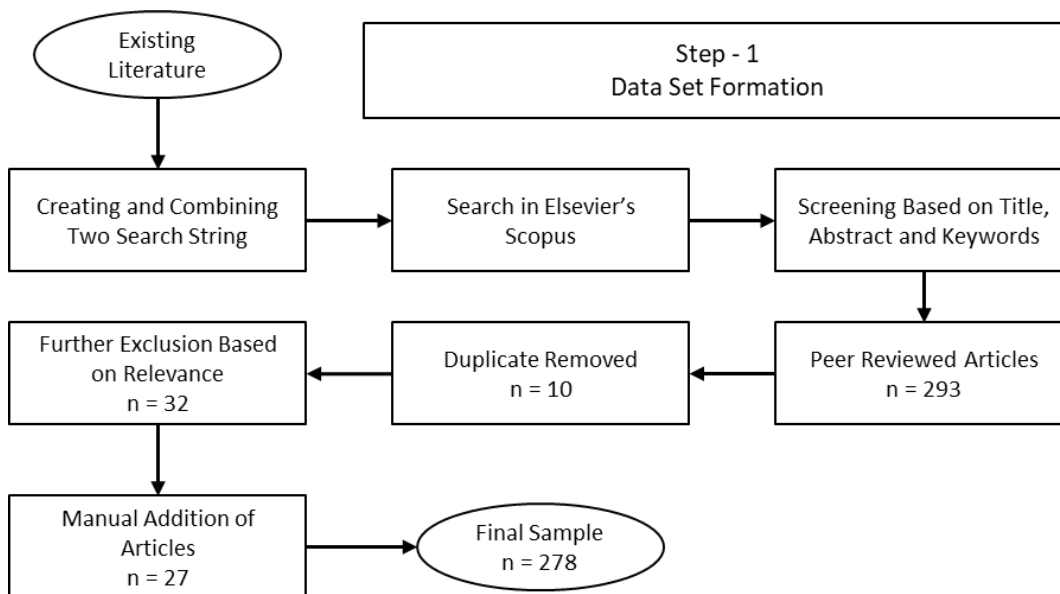 Existing
Literature
Step - 1
Data Set Formation
Creating and Combining
Two Search String
Search in Elsevier’s
Scopus
Screening Based on Title,
Abstract and Keywords
Peer Reviewed Articles
n = 293
Duplicate Removed
n = 10
Further Exclusion Based
on Relevance
n = 32
Manual Addition of
Articles
n = 27
Final Sample
n = 278